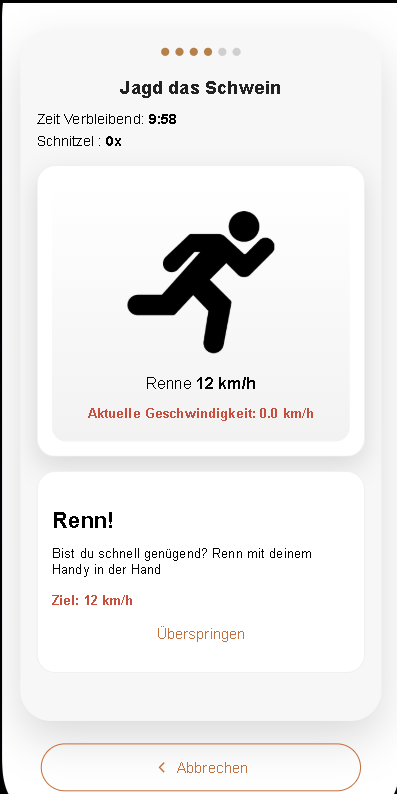 Jagd das Schwein
Zeit Verbleibend: 9:58
Schnitzel : 0x
Renne 12 km/h
Aktuelle Geschwindigkeit: 0.0 km/h
Renn!
Bist du schnell genügend? Renn mit deinem
Handy in der Hand
Ziel: 12 km/h
Überspringen
Abbrechen